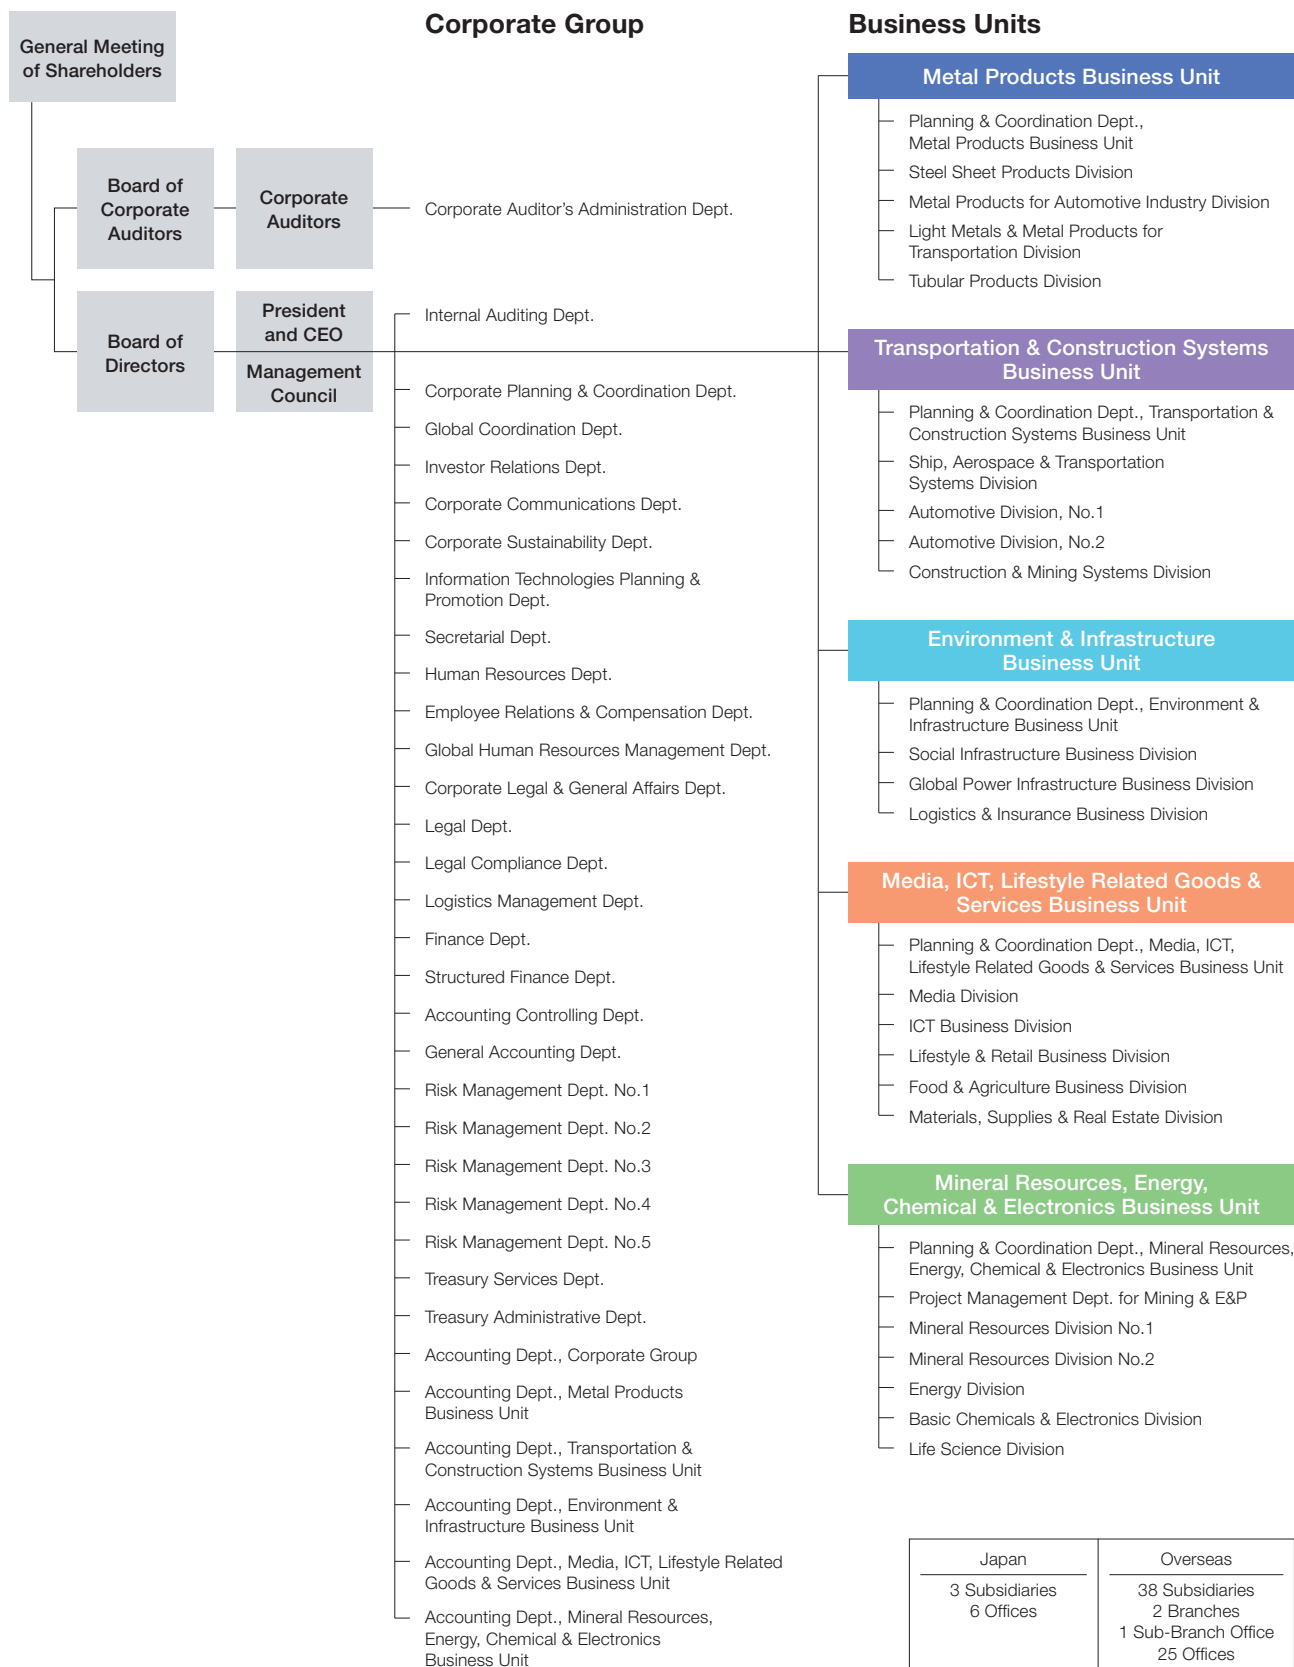 General Meeting
of Shareholders
Board of
Corporate
Auditors
Corporate
Auditors
Board of
Directors
President
and CEO
Management
Council
Corporate Group
Corporate Auditor's Administration Dept.
Internal Auditing Dept.
Corporate Planning & Coordination Dept.
Global Coordination Dept.
Investor Relations Dept.
Corporate Communications Dept.
Corporate Sustainability Dept.
Information Technologies Planning &
Promotion Dept.
Secretarial Dept.
Human Resources Dept.
Employee Relations & Compensation Dept.
Global Human Resources Management Dept.
Corporate Legal & General Affairs Dept.
Legal Dept.
Legal Compliance Dept.
Logistics Management Dept.
Finance Dept.
Structured Finance Dept.
Accounting Controlling Dept.
General Accounting Dept.
Risk Management Dept. No.1
Risk Management Dept. No.2
Risk Management Dept. No.3
Risk Management Dept. No.4
Risk Management Dept. No.5
Treasury Services Dept.
Treasury Administrative Dept.
Accounting Dept., Corporate Group
Accounting Dept., Metal Products
Business Unit
Accounting Dept., Transportation &
Construction Systems Business Unit
Accounting Dept., Environment &
Infrastructure Business Unit
Accounting Dept., Media, ICT, Lifestyle Related
Goods & Services Business Unit
Accounting Dept., Mineral Resources,
Energy, Chemical & Electronics
Business Unit
Business Units
Metal Products Business Unit
Planning & Coordination Dept.,
Metal Products Business Unit
Steel Sheet Products Division
Metal Products for Automotive Industry Division
Light Metals & Metal Products for
Transportation Division
Tubular Products Division
Transportation & Construction Systems
Business Unit
Planning & Coordination Dept., Transportation &
Construction Systems Business Unit
Ship, Aerospace & Transportation
Systems Division
Automotive Division, No.1
Automotive Division, No.2
Construction & Mining Systems Division
Environment & Infrastructure
Business Unit
Planning & Coordination Dept., Environment &
Infrastructure Business Unit
Social Infrastructure Business Division
Global Power Infrastructure Business Division
Logistics & Insurance Business Division
Media, ICT, Lifestyle Related Goods &
Services Business Unit
Planning & Coordination Dept., Media, ICT,
Lifestyle Related Goods & Services Business Unit
Media Division
ICT Business Division
Lifestyle & Retail Business Division
Food & Agriculture Business Division
Materials, Supplies & Real Estate Division
Mineral Resources, Energy,
Chemical & Electronics Business Unit
Planning & Coordination Dept., Mineral Resources,
Energy, Chemical & Electronics Business Unit
Project Management Dept. for Mining & E&P
Mineral Resources Division No.1
Mineral Resources Division No.2
Energy Division
Basic Chemicals & Electronics Division
Life Science Division
Japan
3 Subsidiaries
6 Offices
Overseas
38 Subsidiaries
2 Branches
1 Sub-Branch Office
25 Offices